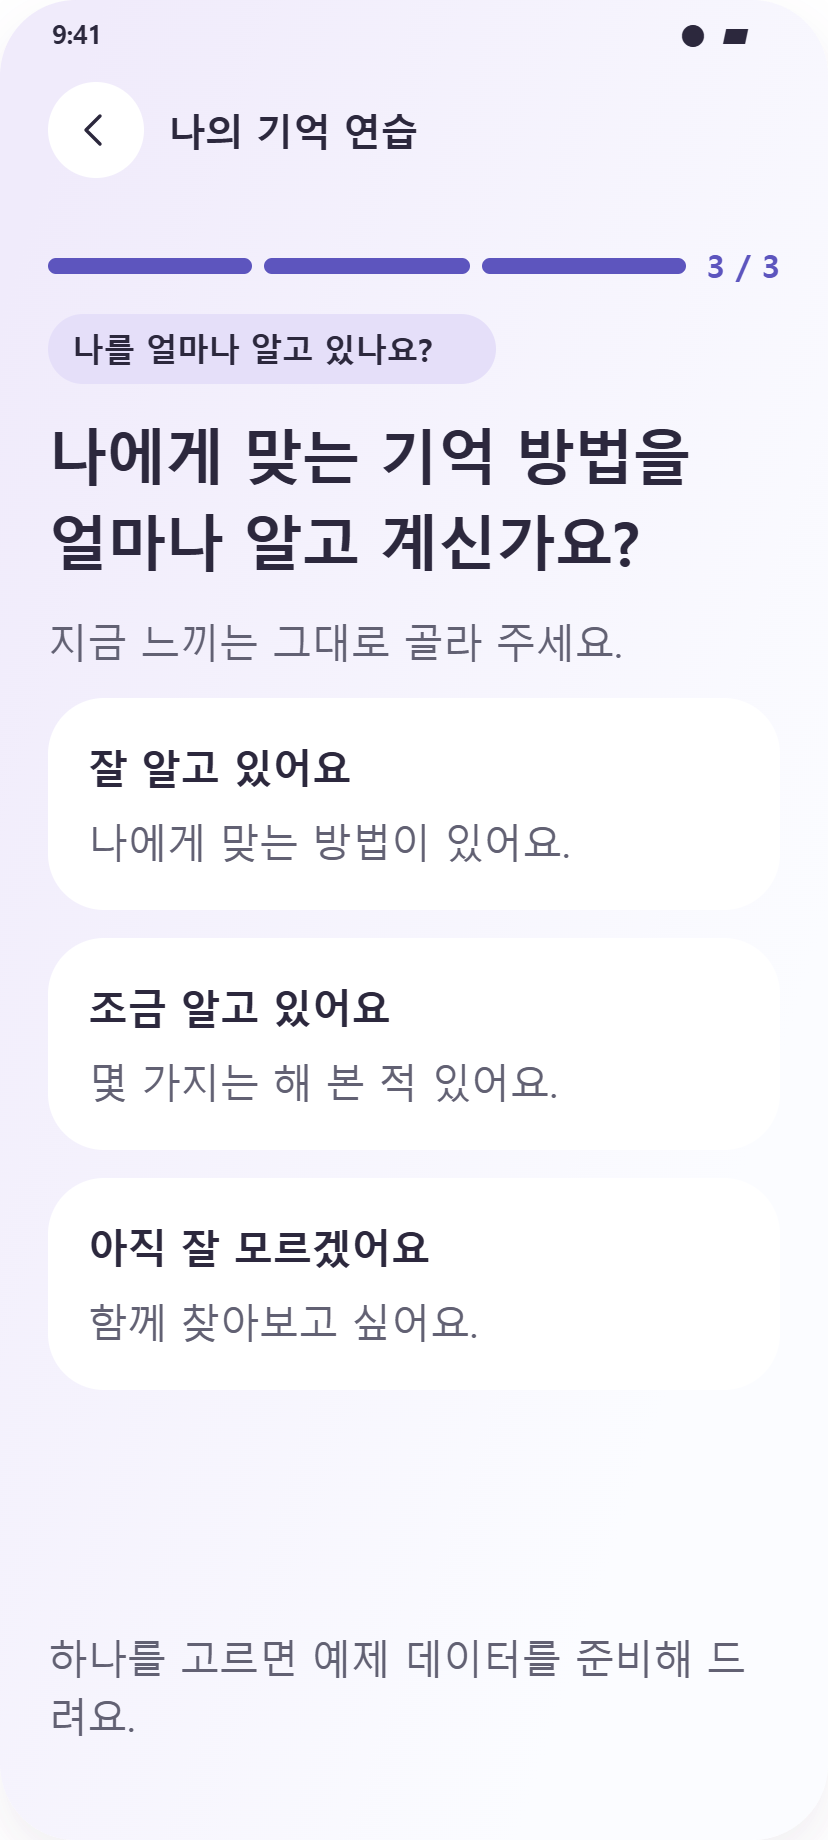 9:41
나의 기억 연습
3 / 3
나를 얼마나 알고 있나요?
나에게 맞는 기억 방법을
얼마나 알고 계신가요?
지금 느끼는 그대로 골라 주세요.
잘 알고 있어요
나에게 맞는 방법이 있어요.
조금 알고 있어요
몇 가지는 해 본 적 있어요.
아직 잘 모르겠어요
함께 찾아보고 싶어요.
하나를 고르면 예제 데이터를 준비해 드
려요.